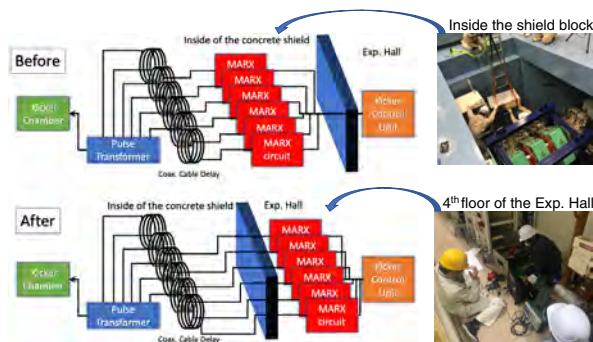 Inside the shield block
Inside of the concrete shield
Exp. Hall
Before
MARX
MARX
MARX
MARX
MARX
MARX
circuit
Kicker
Control
Unit
Kicker
Chamber
Pulse
Transformer
Coax. Cable Delay
4th floor of the Exp. Hall
Inside of the concrete shield
Exp. Hall
After
MARX
MARX
MARX
MARX
MARX
MARX
circuit
Kicker
Control
Unit
Kicker
Chamber
Pulse
Transformer
Coax. Cable Delay